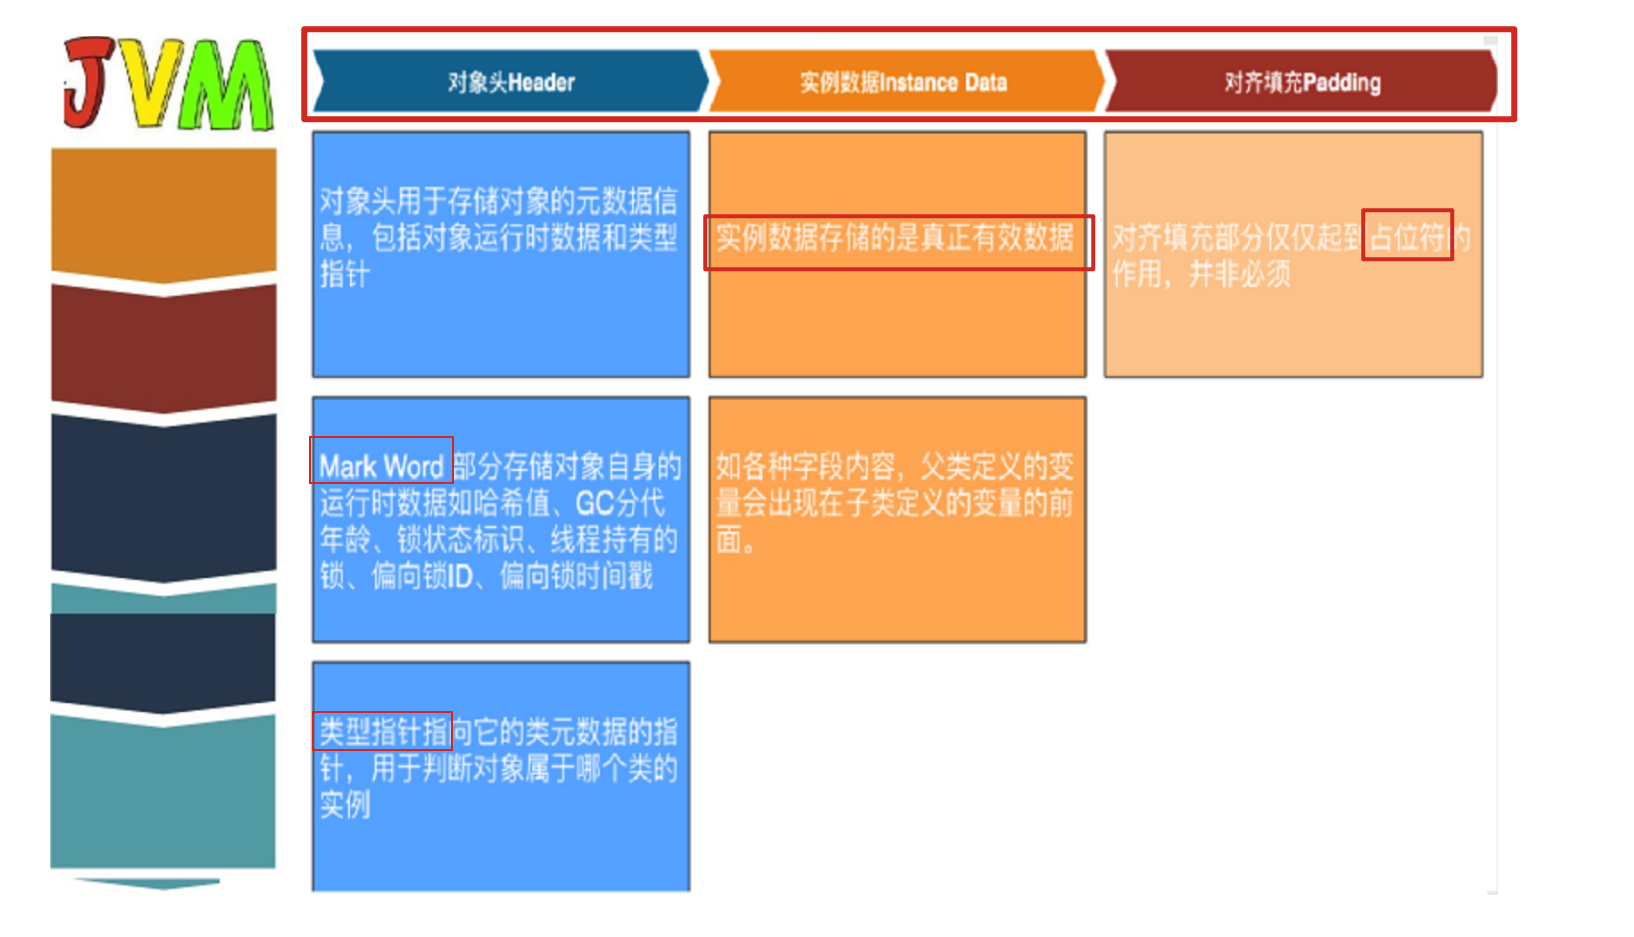 JVM
对象头Header
实例数据Instance Data
对齐填充Padding
对象头用于存储对象的元数据信
息，包括对象运行时数据和类型
指针
实例数据存储的是真正有效数据
对齐填充部分仅仅起到占位符的
作用，并非必须
Mark Word 部分存储对象自身的
运行时数据如哈希值、GC分代
年龄、锁状态标识、线程持有的
锁、偏向锁ID、偏向锁时间戳
如各种字段内容，父类定义的变
量会出现在子类定义的变量的前
面。
类型指针指向它的类元数据的指
针，用于判断对象属于哪个类的
实例